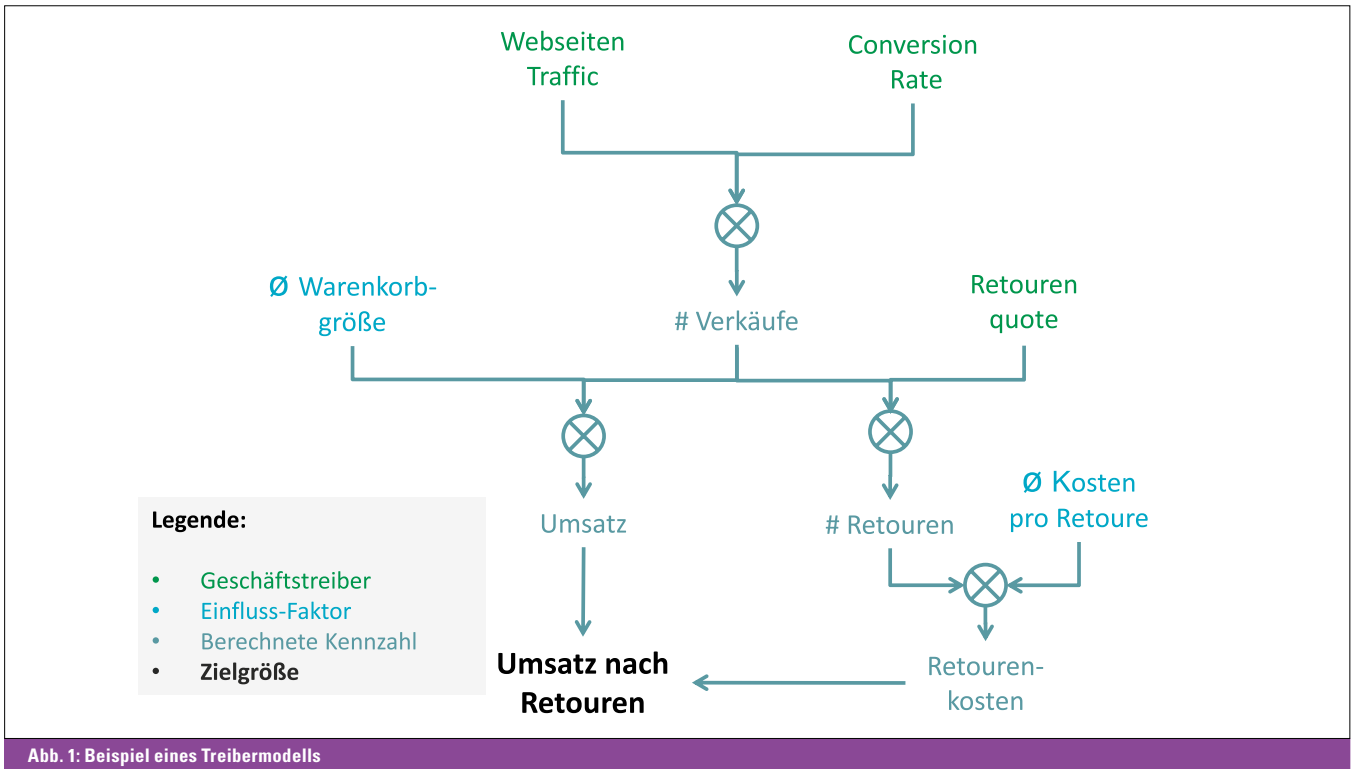 Webseiten
Traffic
Conversion
Rate
Ø Warenkorb-
größe
# Verkäufe
Retouren
quote
Umsatz
# Retouren
Ø Kosten
pro Retoure
Legende:
• Geschäftstreiber
• Einfluss-Faktor
• Berechnete Kennzahl
• Zielgröße
Umsatz nach
Retouren
Retouren-
kosten
Abb. 1: Beispiel eines Treibermodells